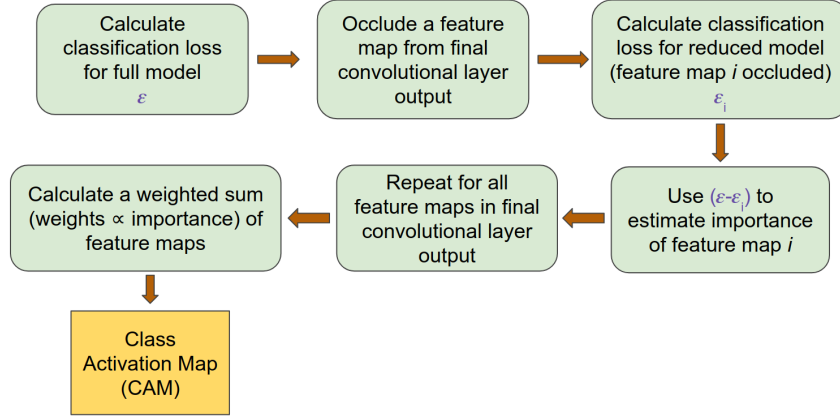 Calculate
classification loss
for full model
ε
Occlude a feature
map from final
convolutional layer
output
Calculate classification
loss for reduced model
(feature map i occluded)
εi
Use (ε-εi) to
estimate importance
of feature map i
Repeat for all
feature maps in final
convolutional layer
output
Calculate a weighted sum
(weights ∝ importance) of
feature maps
Class
Activation Map
(CAM)